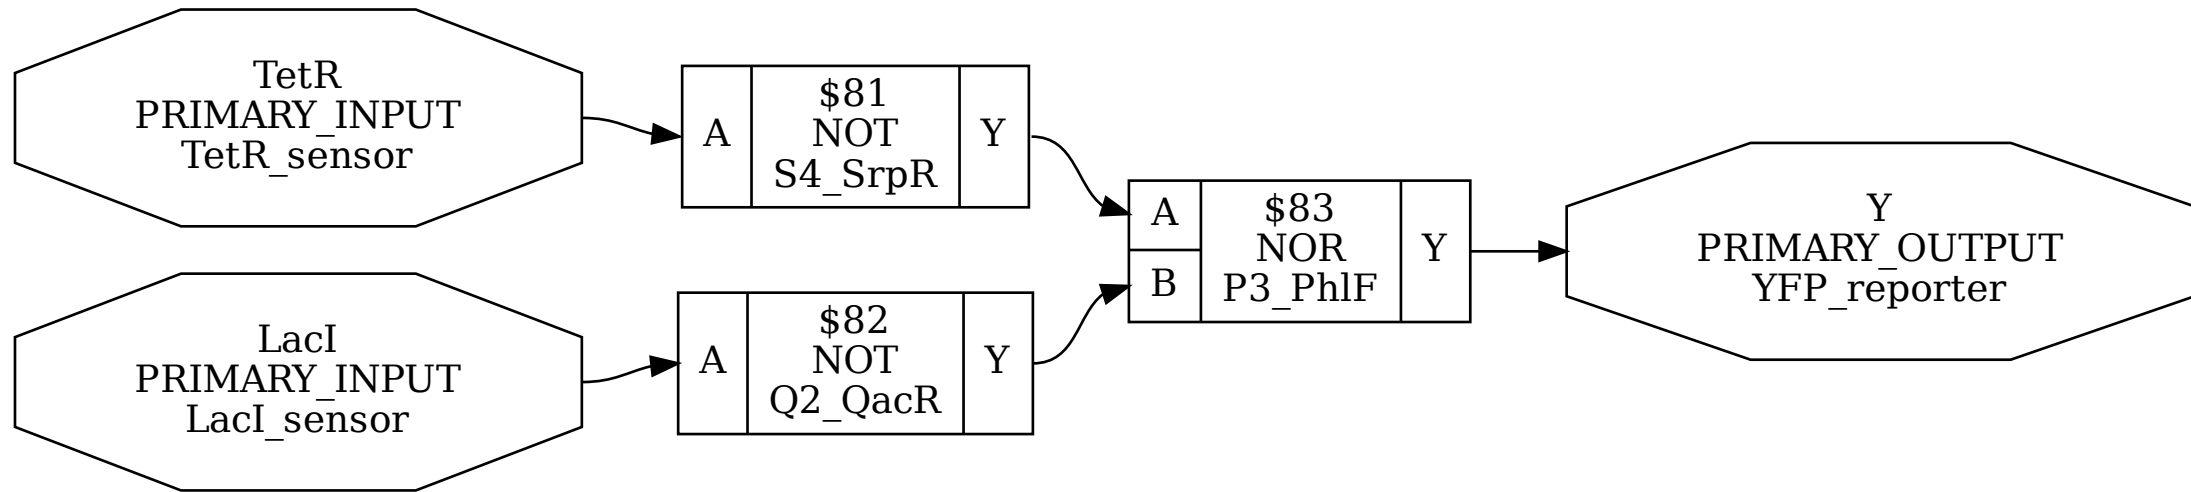 TetR
PRIMARY_INPUT
TetR_sensor
A
$81
NOT
S4_SrpR
Y
LacI
PRIMARY_INPUT
LacI_sensor
A
$82
NOT
Q2_QacR
Y
A
B
$83
NOR
P3_PhlF
Y
Y
PRIMARY_OUTPUT
YFP_reporter